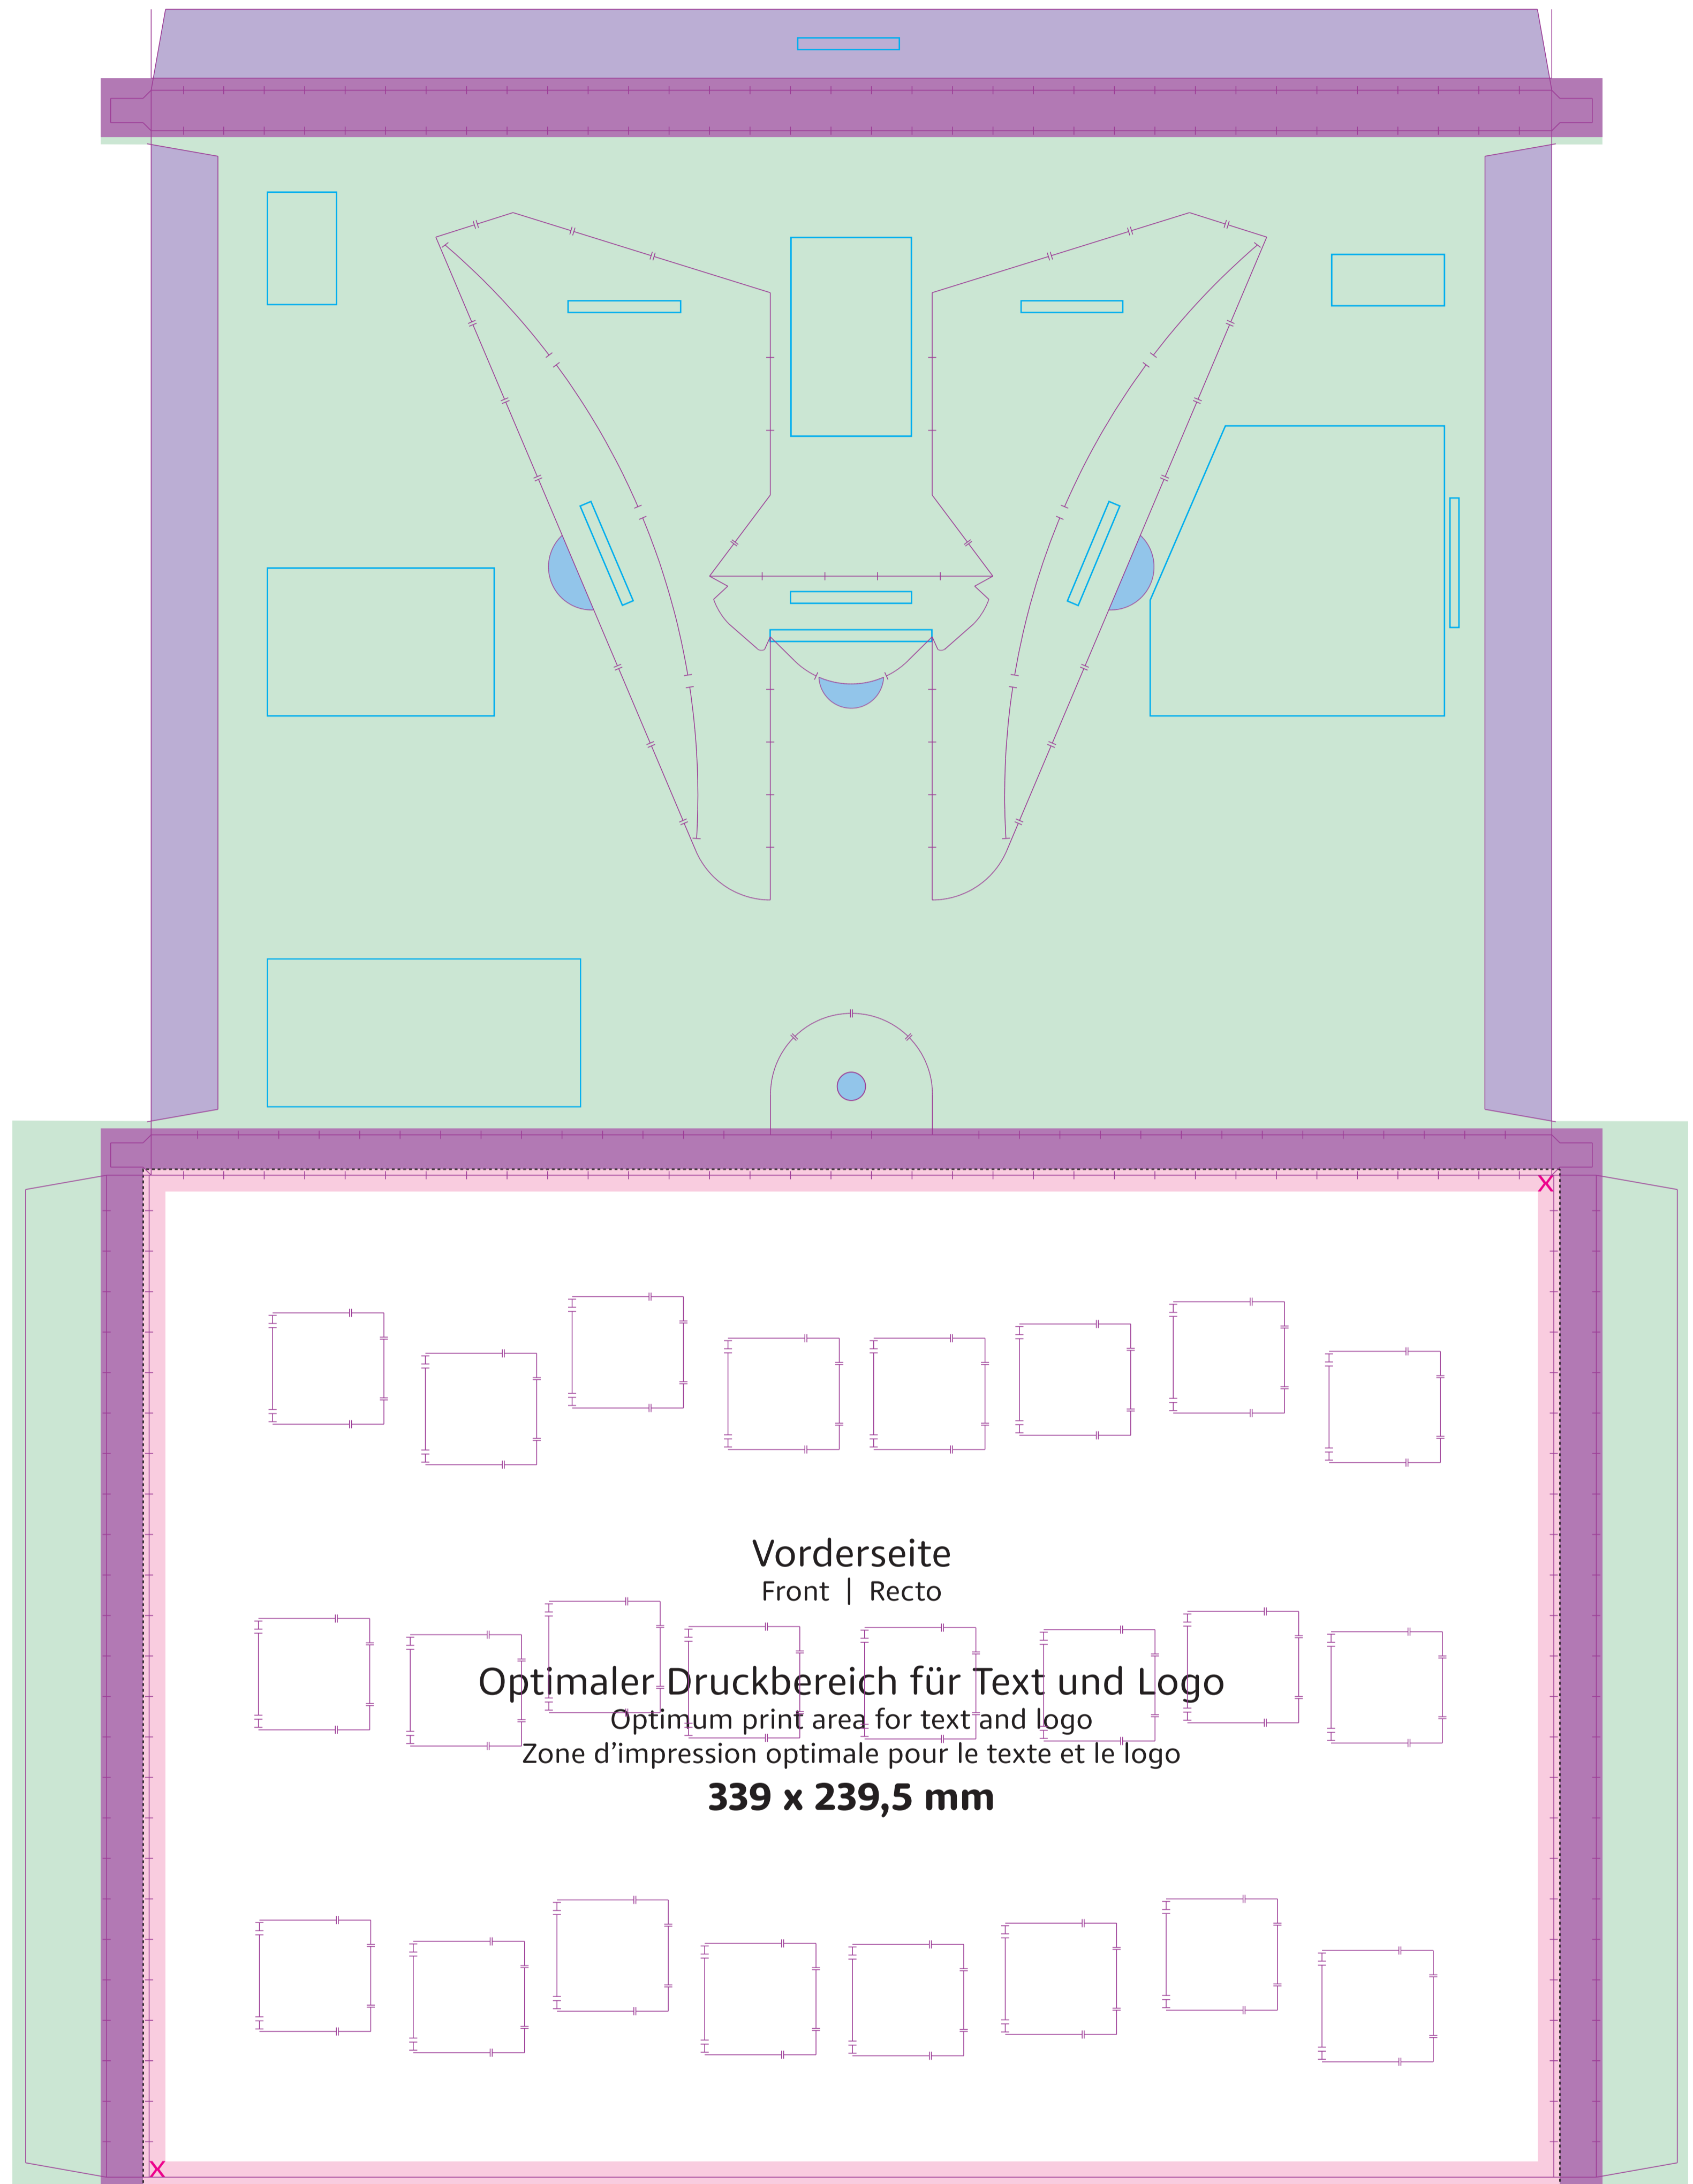 X
Vorderseite
Front | Recto
Optimaler Druckbereich für Text und Logo
Optimum print area for text and logo
Zone d’impression optimale pour le texte et le logo
339 x 239,5 mm
X